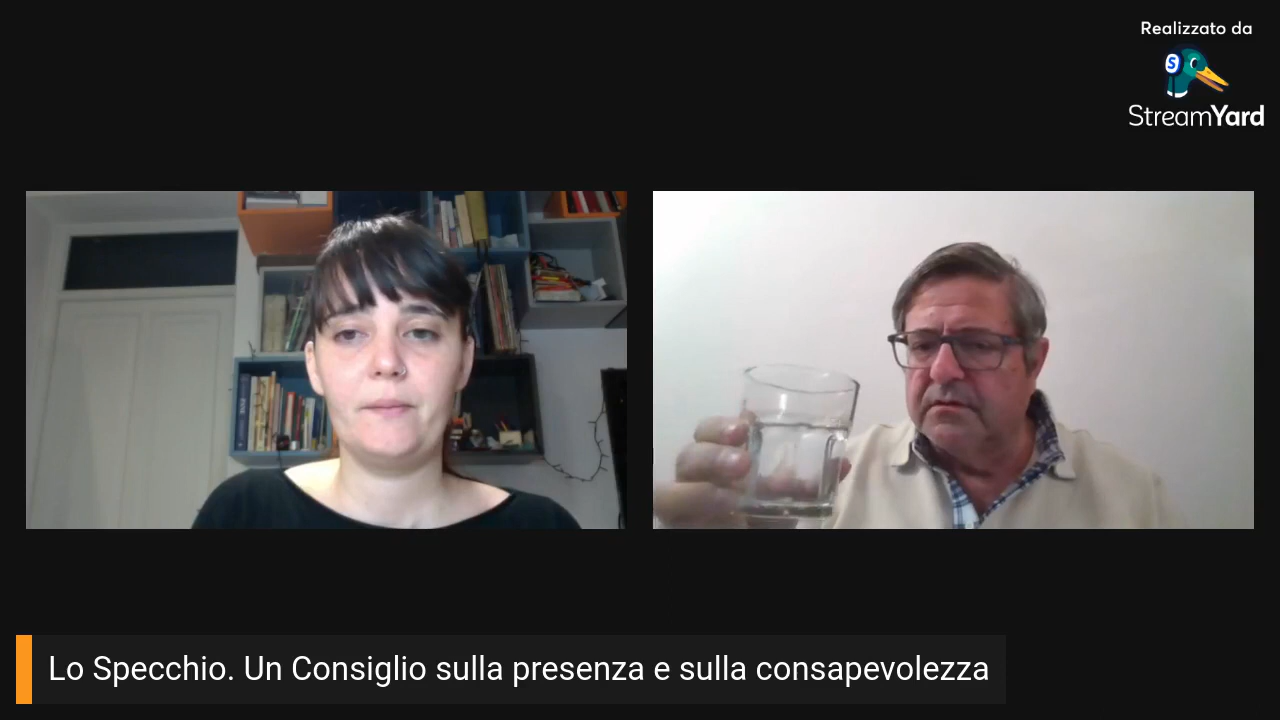 Realizzato da
S
StreamYard
Lo Specchio. Un Consiglio sulla presenza e sulla consapevolezza